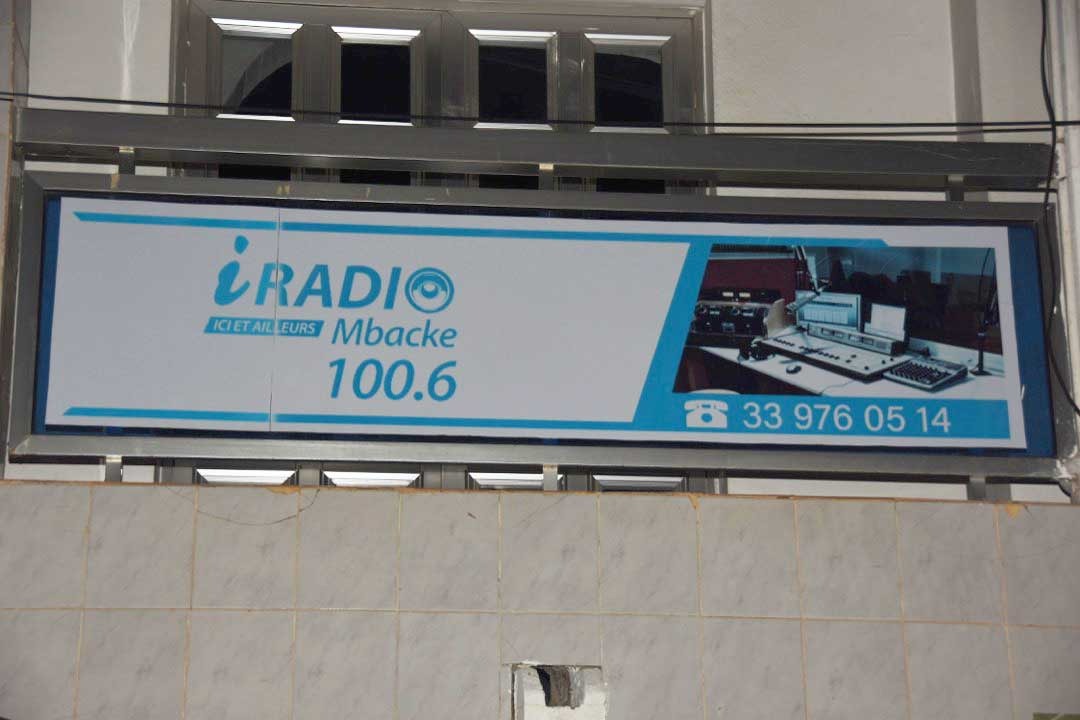 iRADIO
ICI ET AILLEURS Mbacke
100.6
33 976 05 14